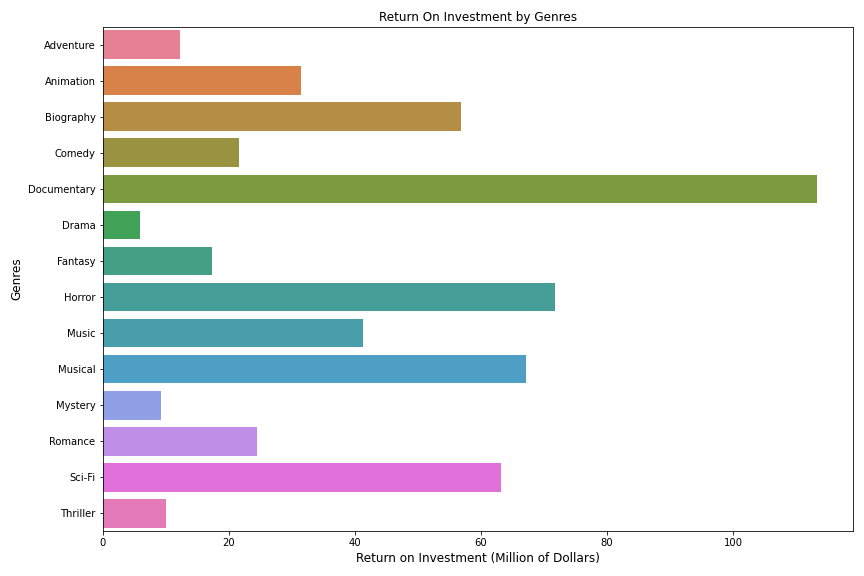 Return On Investment by Genres
Genres
Adventure
Animation
Biography
Comedy
Documentary
Drama
Fantasy
Horror
Music
Musical
Mystery
Romance
Sci-Fi
Thriller
0 20 40 60 80 100
Return on Investment (Million of Dollars)